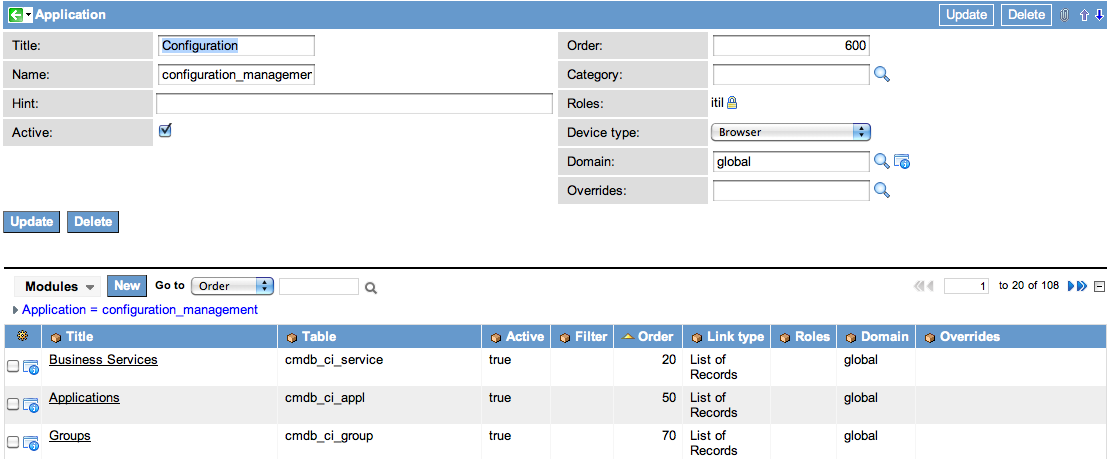 Application Update Delete
Title: Configuration Order: 600
Name: configuration_managemen Category:
Hint: Roles: itil
Active: Device type: Browser
Domain: global
Overrides:
Update Delete
Modules New Go to Order 1 to 20 of 108
Application = configuration_management
Title Table Active Filter Order Link type Roles Domain Overrides
Business Services cmdb_ci_service true 20 List of global
Records
Applications cmdb_ci_appl true 50 List of global
Records
Groups cmdb_ci_group true 70 List of global
Records